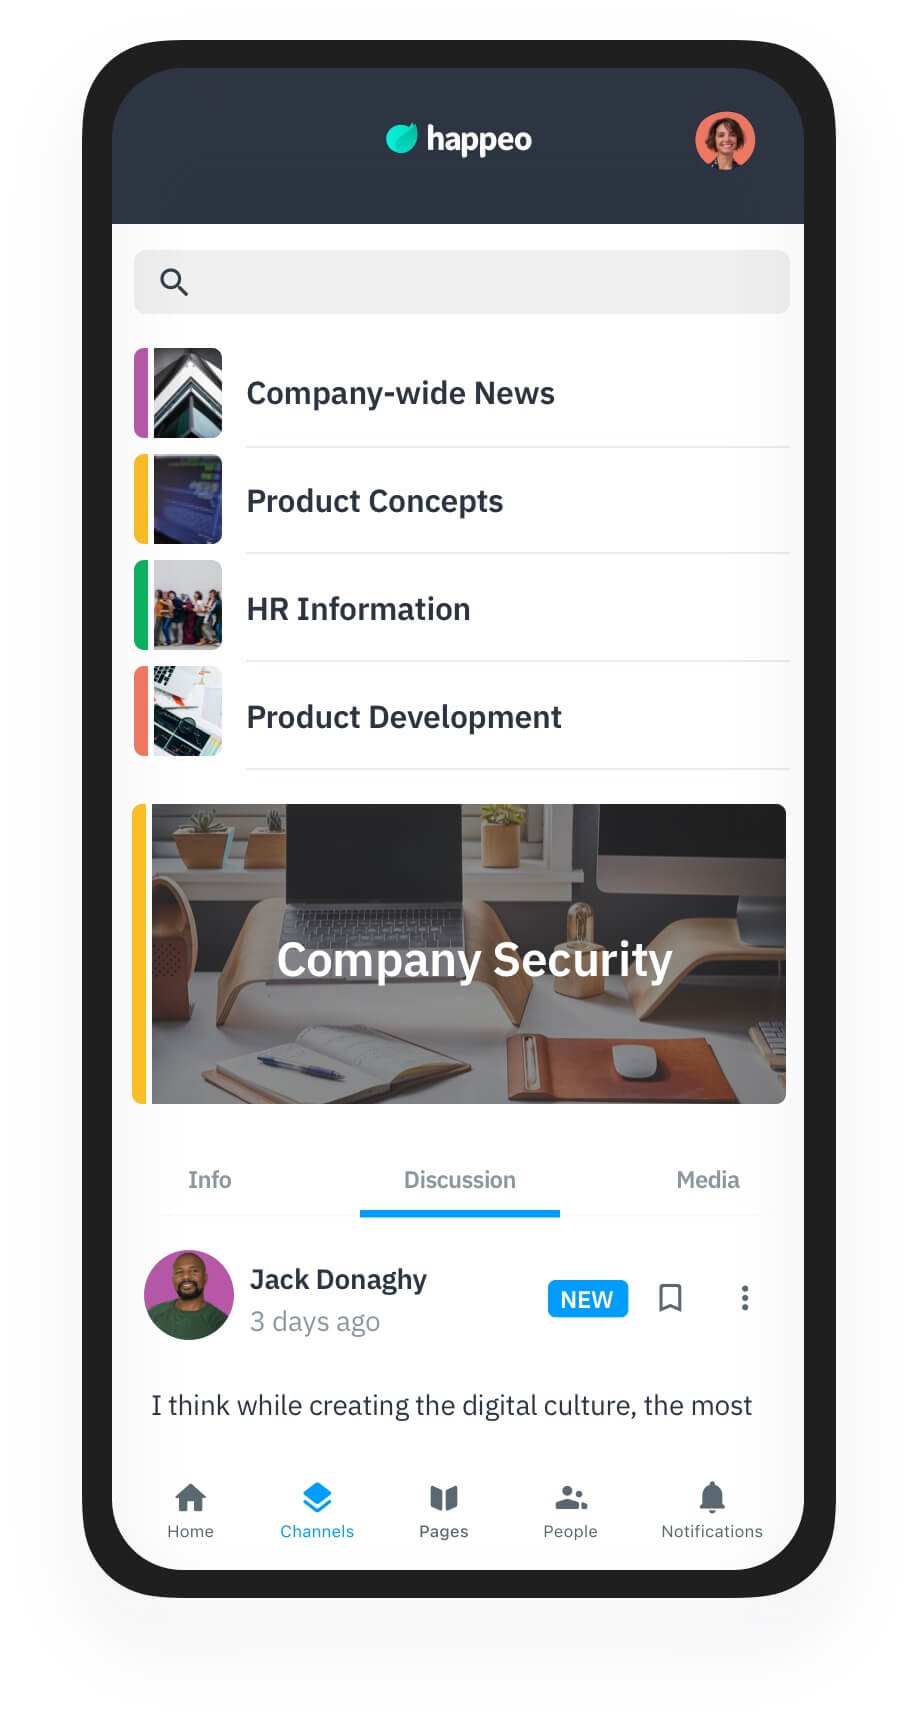 happeo
Company-wide News
Product Concepts
HR Information
Product Development
Company Security
Info Discussion Media
Jack Donaghy
NEW
3 days ago
I think while creating the digital culture, the most
Home Channels Pages People Notifications